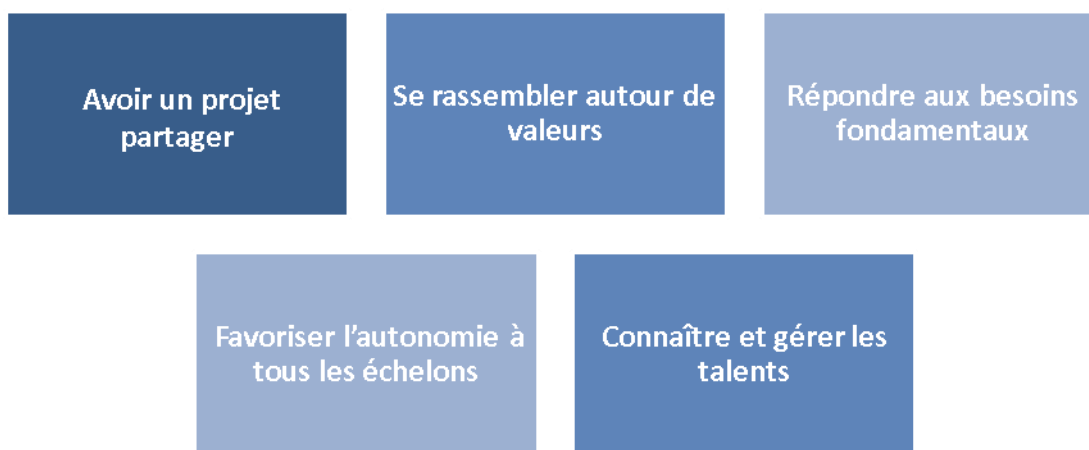 Avoir un projet
partager
Se rassembler autour de
valeurs
Répondre aux besoins
fondamentaux
Favoriser l'autonomie à
tous les échelons
Connaître et gérer les
talents